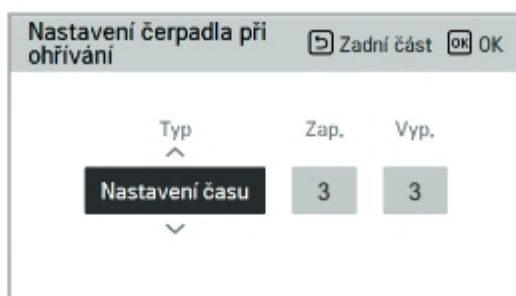 Nastavení čerpadla při
ohřívání
Zadní část OK OK
Typ Zap. Vyp.
Nastavení času 3 3